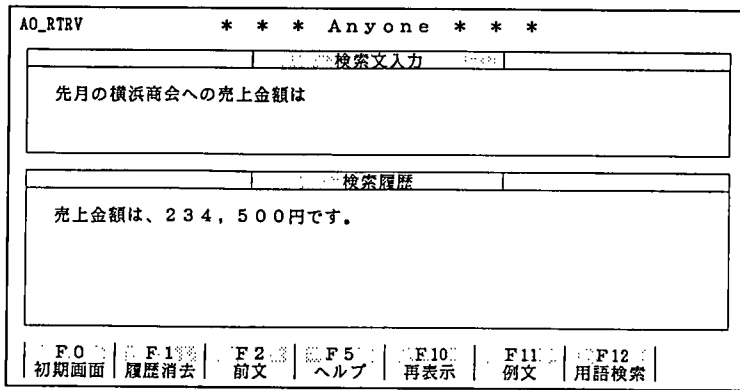 AO_RTRV * * * Anyone * * *
検索文入力
先月の横浜商会への売上金額は
検索履歴
売上金額は、２３４，５００円です。
F0 F1 F2 F5 F10 F11 F12
初期画面 履歴消去 前文 ヘルプ 再表示 例文 用語検索